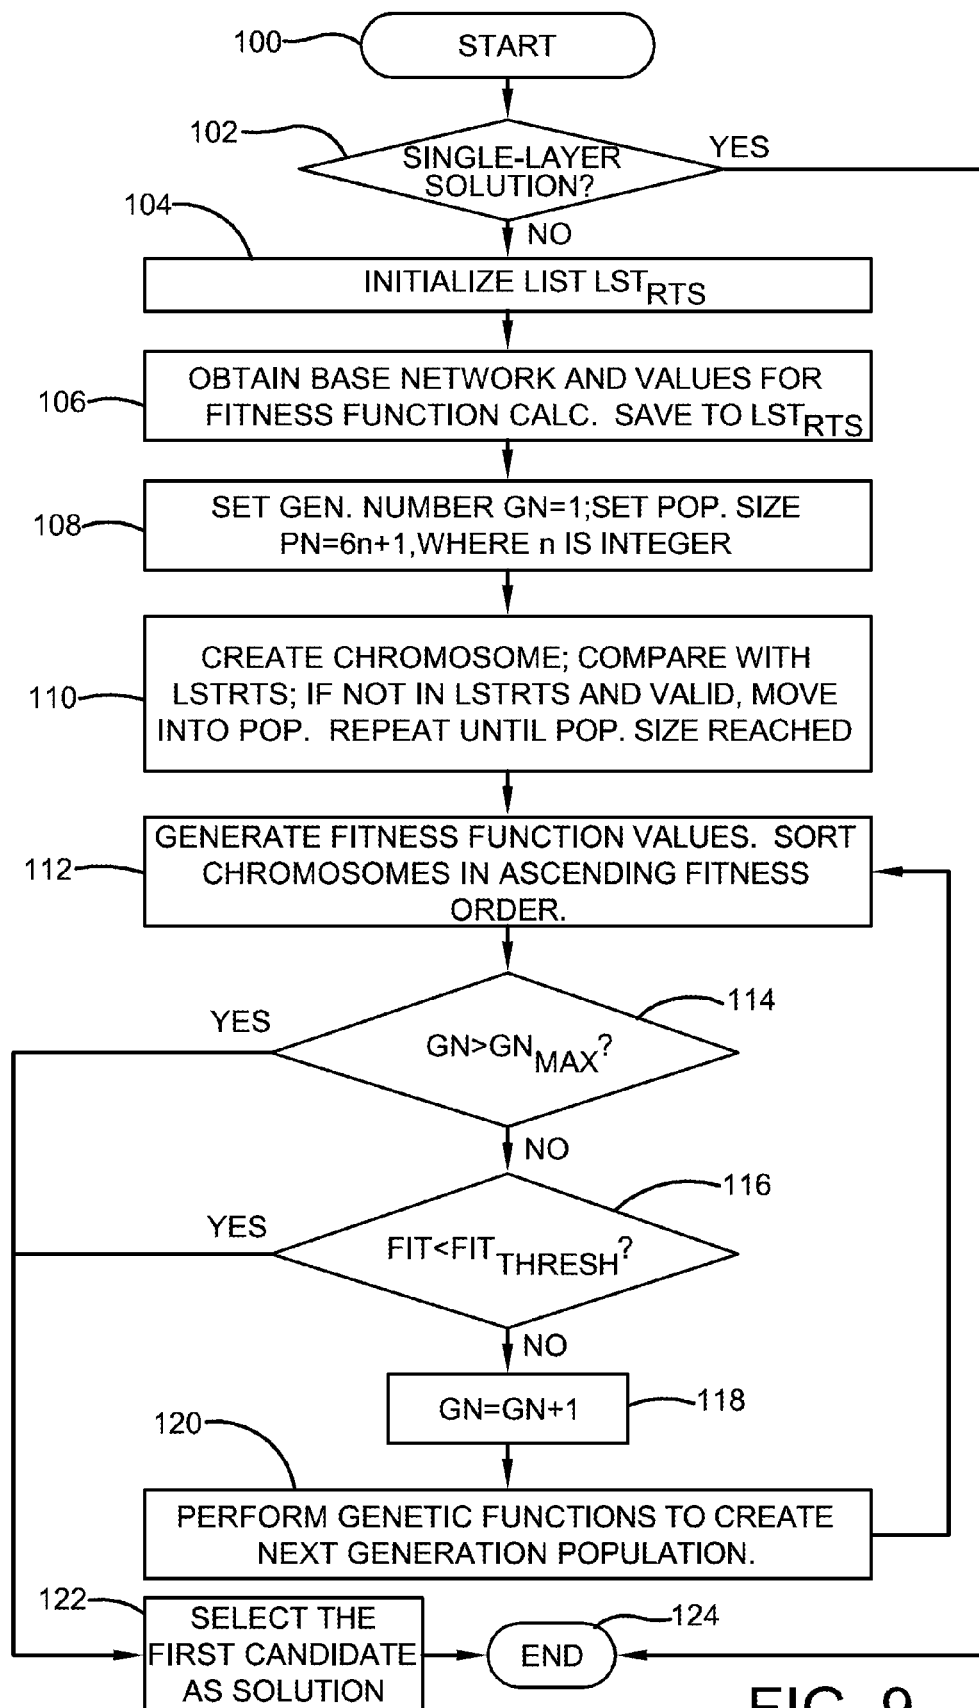 100
START
102
SINGLE-LAYER
SOLUTION?
YES
NO
104
INITIALIZE LIST LSTRTS
106
OBTAIN BASE NETWORK AND VALUES FOR
FITNESS FUNCTION CALC. SAVE TO LSTRTS
108
SET GEN. NUMBER GN=1;SET POP. SIZE
PN=6n+1,WHERE n IS INTEGER
110
CREATE CHROMOSOME; COMPARE WITH
LSTRTS; IF NOT IN LSTRTS AND VALID, MOVE
INTO POP. REPEAT UNTIL POP. SIZE REACHED
112
GENERATE FITNESS FUNCTION VALUES. SORT
CHROMOSOMES IN ASCENDING FITNESS
ORDER.
114
YES
GN>GNMAX?
NO
116
YES
FIT<FITTHRESH?
NO
GN=GN+1
118
120
PERFORM GENETIC FUNCTIONS TO CREATE
NEXT GENERATION POPULATION.
122
SELECT THE
FIRST CANDIDATE
AS SOLUTION
END
124
FIG. 9